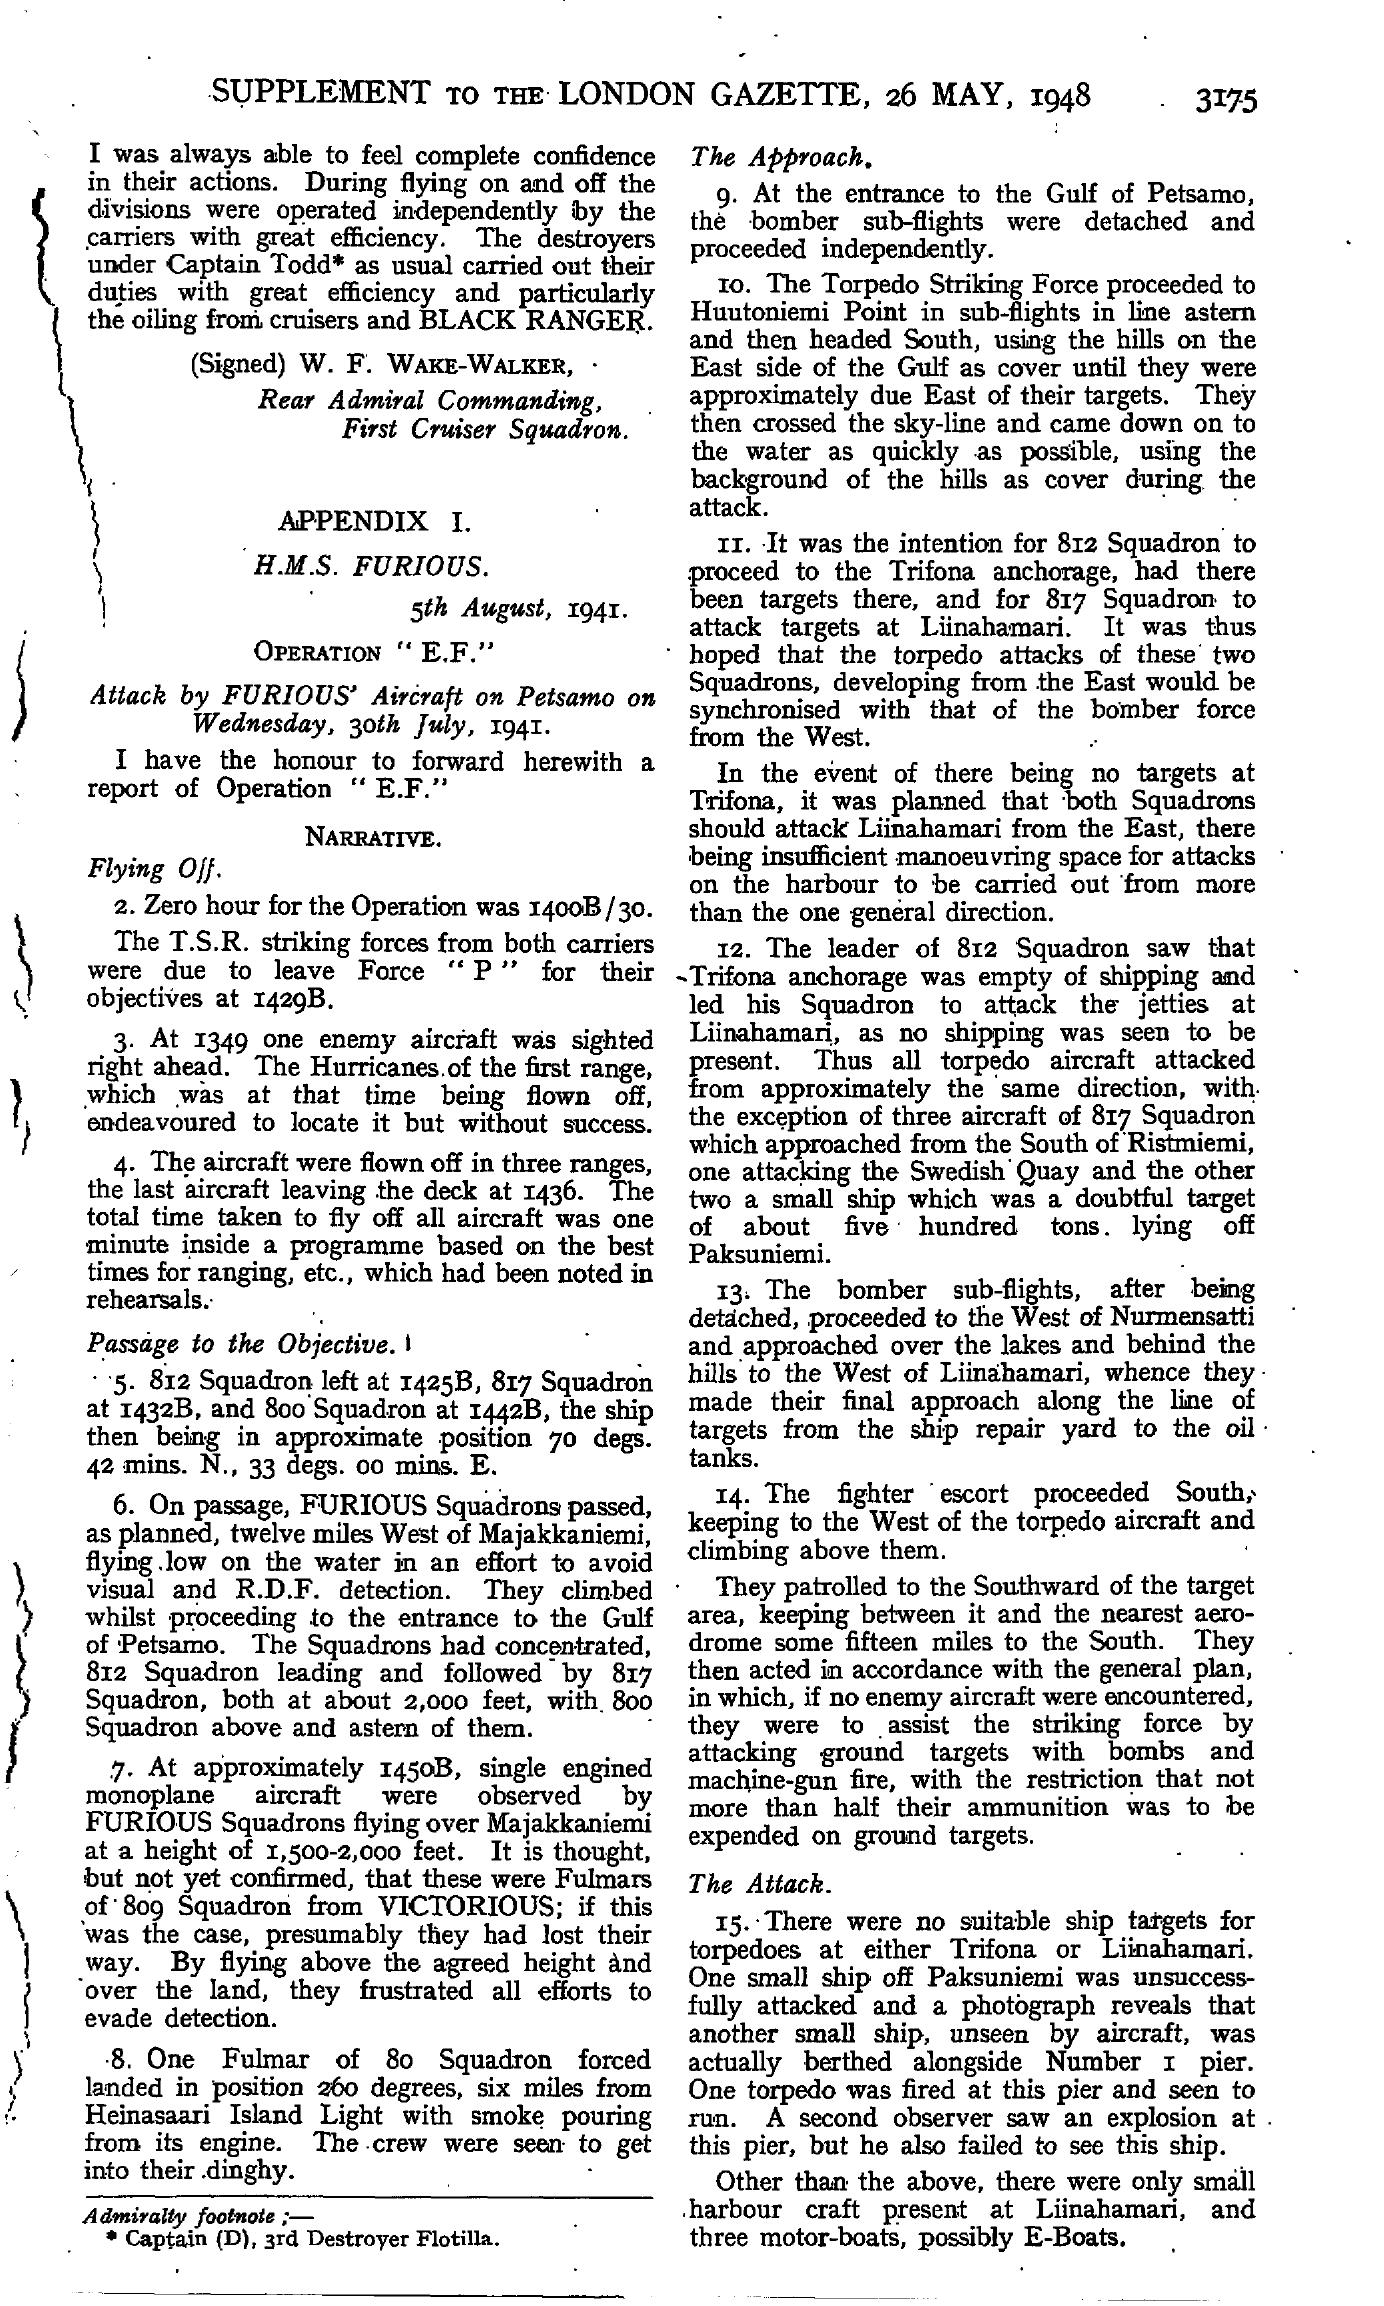 SUPPLEMENT TO THE LONDON GAZETTE, 26 MAY, 1948 3175
I was always able to feel complete confidence
in their actions. During flying on and off the
divisions were operated independently by the
carriers with great efficiency. The destroyers
under Captain Todd* as usual carried out their
duties with great efficiency and particularly
the oiling from cruisers and BLACK RANGER.
(Signed) W. F. WAKE-WALKER,
Rear Admiral Commanding,
First Cruiser Squadron.
APPENDIX I.
H.M.S. FURIOUS.
5th August, 1941.
OPERATION " E.F."
Attack by FURIOUS' Aircraft on Petsamo on
Wednesday, 30th July, 1941.
I have the honour to forward herewith a
report of Operation " E.F."
NARRATIVE.
Flying Off.
2. Zero hour for the Operation was 1400B/30.
The T.S.R. striking forces from both carriers
were due to leave Force " P " for their
objectives at 1429B.
3. At 1349 one enemy aircraft was sighted
right ahead. The Hurricanes of the first range,
which was at that time being flown off,
endeavoured to locate it but without success.
4. The aircraft were flown off in three ranges,
the last aircraft leaving the deck at 1436. The
total time taken to fly off all aircraft was one
minute inside a programme based on the best
times for ranging, etc., which had been noted in
rehearsals.
Passage to the Objective.
5. 812 Squadron left at 1425B, 817 Squadron
at 1432B, and 800 Squadron at 1442B, the ship
then being in approximate position 70 degs.
42 mins. N., 33 degs. 00 mins. E.
6. On passage, FURIOUS Squadrons passed,
as planned, twelve miles West of Majakkaniemi,
flying low on the water in an effort to avoid
visual and R.D.F. detection. They climbed
whilst proceeding to the entrance to the Gulf
of Petsamo. The Squadrons had concentrated,
812 Squadron leading and followed by 817
Squadron, both at about 2,000 feet, with 800
Squadron above and astern of them.
7. At approximately 1450B, single engined
monoplane aircraft were observed by
FURIOUS Squadrons flying over Majakkaniemi
at a height of 1,500-2,000 feet. It is thought,
but not yet confirmed, that these were Fulmars
of 809 Squadron from VICTORIOUS; if this
was the case, presumably they had lost their
way. By flying above the agreed height and
over the land, they frustrated all efforts to
evade detection.
8. One Fulmar of 80 Squadron forced
landed in position 260 degrees, six miles from
Heinasaari Island Light with smoke pouring
from its engine. The crew were seen to get
into their dinghy.
Admiralty footnote :—
* Captain (D), 3rd Destroyer Flotilla.
The Approach.
9. At the entrance to the Gulf of Petsamo,
the bomber sub-flights were detached and
proceeded independently.
10. The Torpedo Striking Force proceeded to
Huutoniemi Point in sub-flights in line astern
and then headed South, using the hills on the
East side of the Gulf as cover until they were
approximately due East of their targets. They
then crossed the sky-line and came down on to
the water as quickly as possible, using the
background of the hills as cover during the
attack.
11. It was the intention for 812 Squadron to
proceed to the Trifona anchorage, had there
been targets there, and for 817 Squadron to
attack targets at Liinahamari. It was thus
hoped that the torpedo attacks of these two
Squadrons, developing from the East would be
synchronised with that of the bomber force
from the West.
In the event of there being no targets at
Trifona, it was planned that both Squadrons
should attack Liinahamari from the East, there
being insufficient manoeuvring space for attacks
on the harbour to be carried out from more
than the one general direction.
12. The leader of 812 Squadron saw that
Trifona anchorage was empty of shipping and
led his Squadron to attack the jetties at
Liinahamari, as no shipping was seen to be
present. Thus all torpedo aircraft attacked
from approximately the same direction, with
the exception of three aircraft of 817 Squadron
which approached from the South of Ristmiemi,
one attacking the Swedish Quay and the other
two a small ship which was a doubtful target
of about five hundred tons lying off
Paksuniemi.
13. The bomber sub-flights, after being
detached, proceeded to the West of Nurmensatti
and approached over the lakes and behind the
hills to the West of Liinahamari, whence they
made their final approach along the line of
targets from the ship repair yard to the oil
tanks.
14. The fighter escort proceeded South,
keeping to the West of the torpedo aircraft and
climbing above them.
They patrolled to the Southward of the target
area, keeping between it and the nearest aero-
drome some fifteen miles to the South. They
then acted in accordance with the general plan,
in which, if no enemy aircraft were encountered,
they were to assist the striking force by
attacking ground targets with bombs and
machine-gun fire, with the restriction that not
more than half their ammunition was to be
expended on ground targets.
The Attack.
15. There were no suitable ship targets for
torpedoes at either Trifona or Liinahamari.
One small ship off Paksuniemi was unsuccess-
fully attacked and a photograph reveals that
another small ship, unseen by aircraft, was
actually berthed alongside Number 1 pier.
One torpedo was fired at this pier and seen to
run. A second observer saw an explosion at
this pier, but he also failed to see this ship.
Other than the above, there were only small
harbour craft present at Liinahamari, and
three motor-boats, possibly E-Boats.